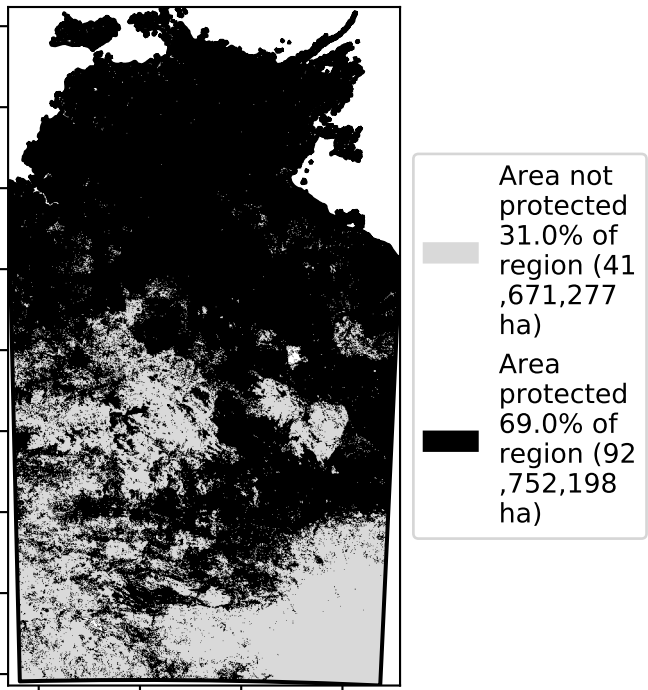 Area not
protected
31.0% of
region (41
,671,277
ha)
Area
protected
69.0% of
region (92
,752,198
ha)